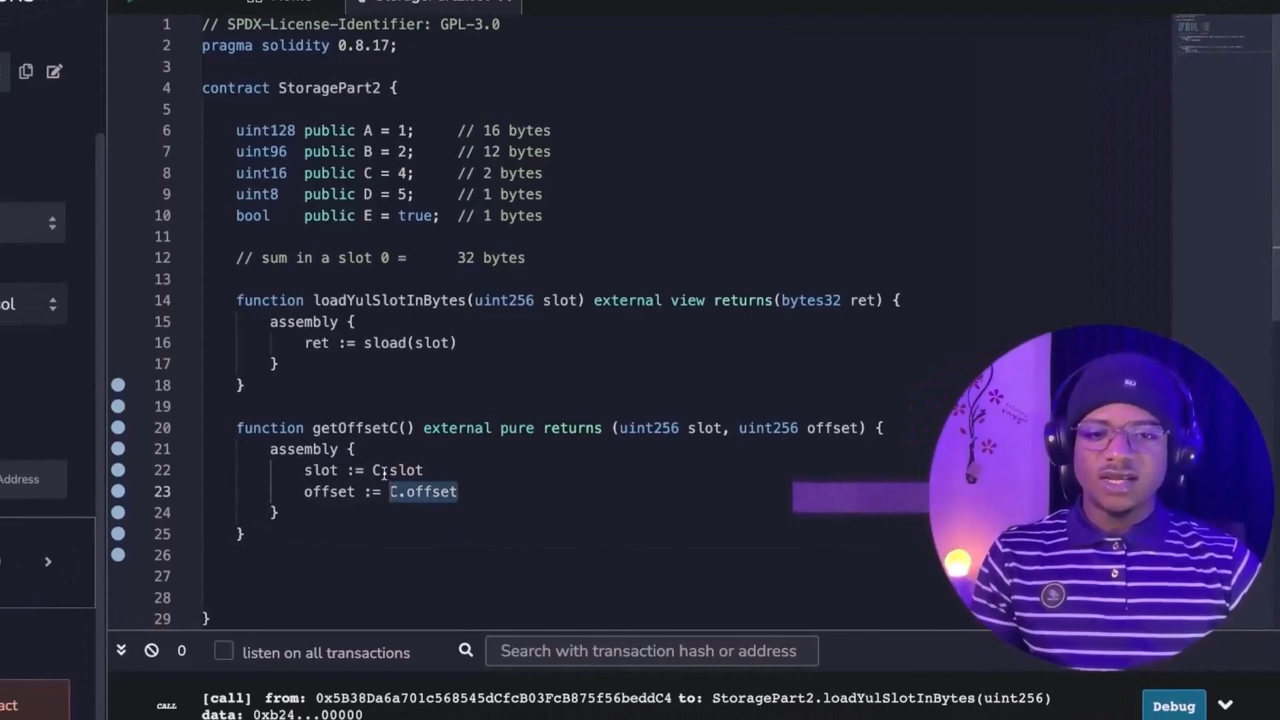 1 // SPDX-License-Identifier: GPL-3.0
2 pragma solidity 0.8.17;
3
4 contract StoragePart2 {
5
6 uint128 public A = 1; // 16 bytes
7 uint96 public B = 2; // 12 bytes
8 uint16 public C = 4; // 2 bytes
9 uint8 public D = 5; // 1 bytes
10 bool public E = true; // 1 bytes
11
12 // sum in a slot 0 = 32 bytes
13
14 function loadYulSlotInBytes(uint256 slot) external view returns(bytes32 ret) {
15 assembly {
16 ret := sload(slot)
17 }
18 }
19
20 function getOffsetC() external pure returns (uint256 slot, uint256 offset) {
21 assembly {
22 slot := C.slot
23 offset := C.offset
24 }
25 }
26
27
28
29 }
ol
Address
act
0 listen on all transactions Search with transaction hash or address
CALL [call] from: 0x5B38Da6a701c568545dCfcB03FcB875f56beddC4 to: StoragePart2.loadYulSlotInBytes(uint256)
data: 0xb24...00000
Debug